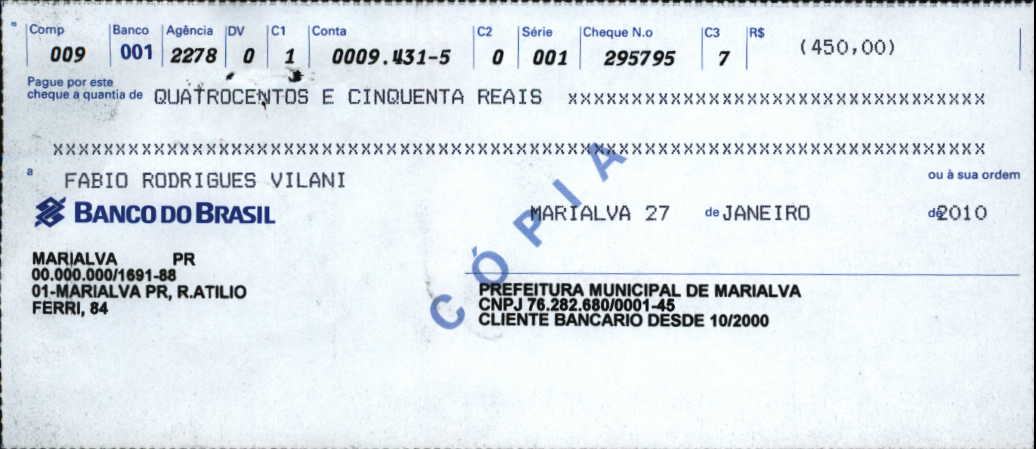 Comp Banco Agência DV C1 Conta C2 Série Cheque N.o C3 R$
009 001 2278 0 1 0009.431-5 0 001 295795 7 (450,00)
Pague por este
cheque a quantia de QUATROCENTOS E CINQUENTA REAIS xxxxxxxxxxxxxxxxxxxxxxxxxxxxxxxxx
xxxxxxxxxxxxxxxxxxxxxxxxxxxxxxxxxxxxxxxxxxxxxxxxxxxxxxxxxxxxxxxxxxxxxxxxxx
a FABIO RODRIGUES VILANI ou à sua ordem
BANCO DO BRASIL MARIALVA 27 de JANEIRO de 2010
CÓPIA
MARIALVA PR
00.000.000/1691-88
01-MARIALVA PR, R.ATILIO
FERRI, 84
PREFEITURA MUNICIPAL DE MARIALVA
CNPJ 76.282.680/0001-45
CLIENTE BANCARIO DESDE 10/2000